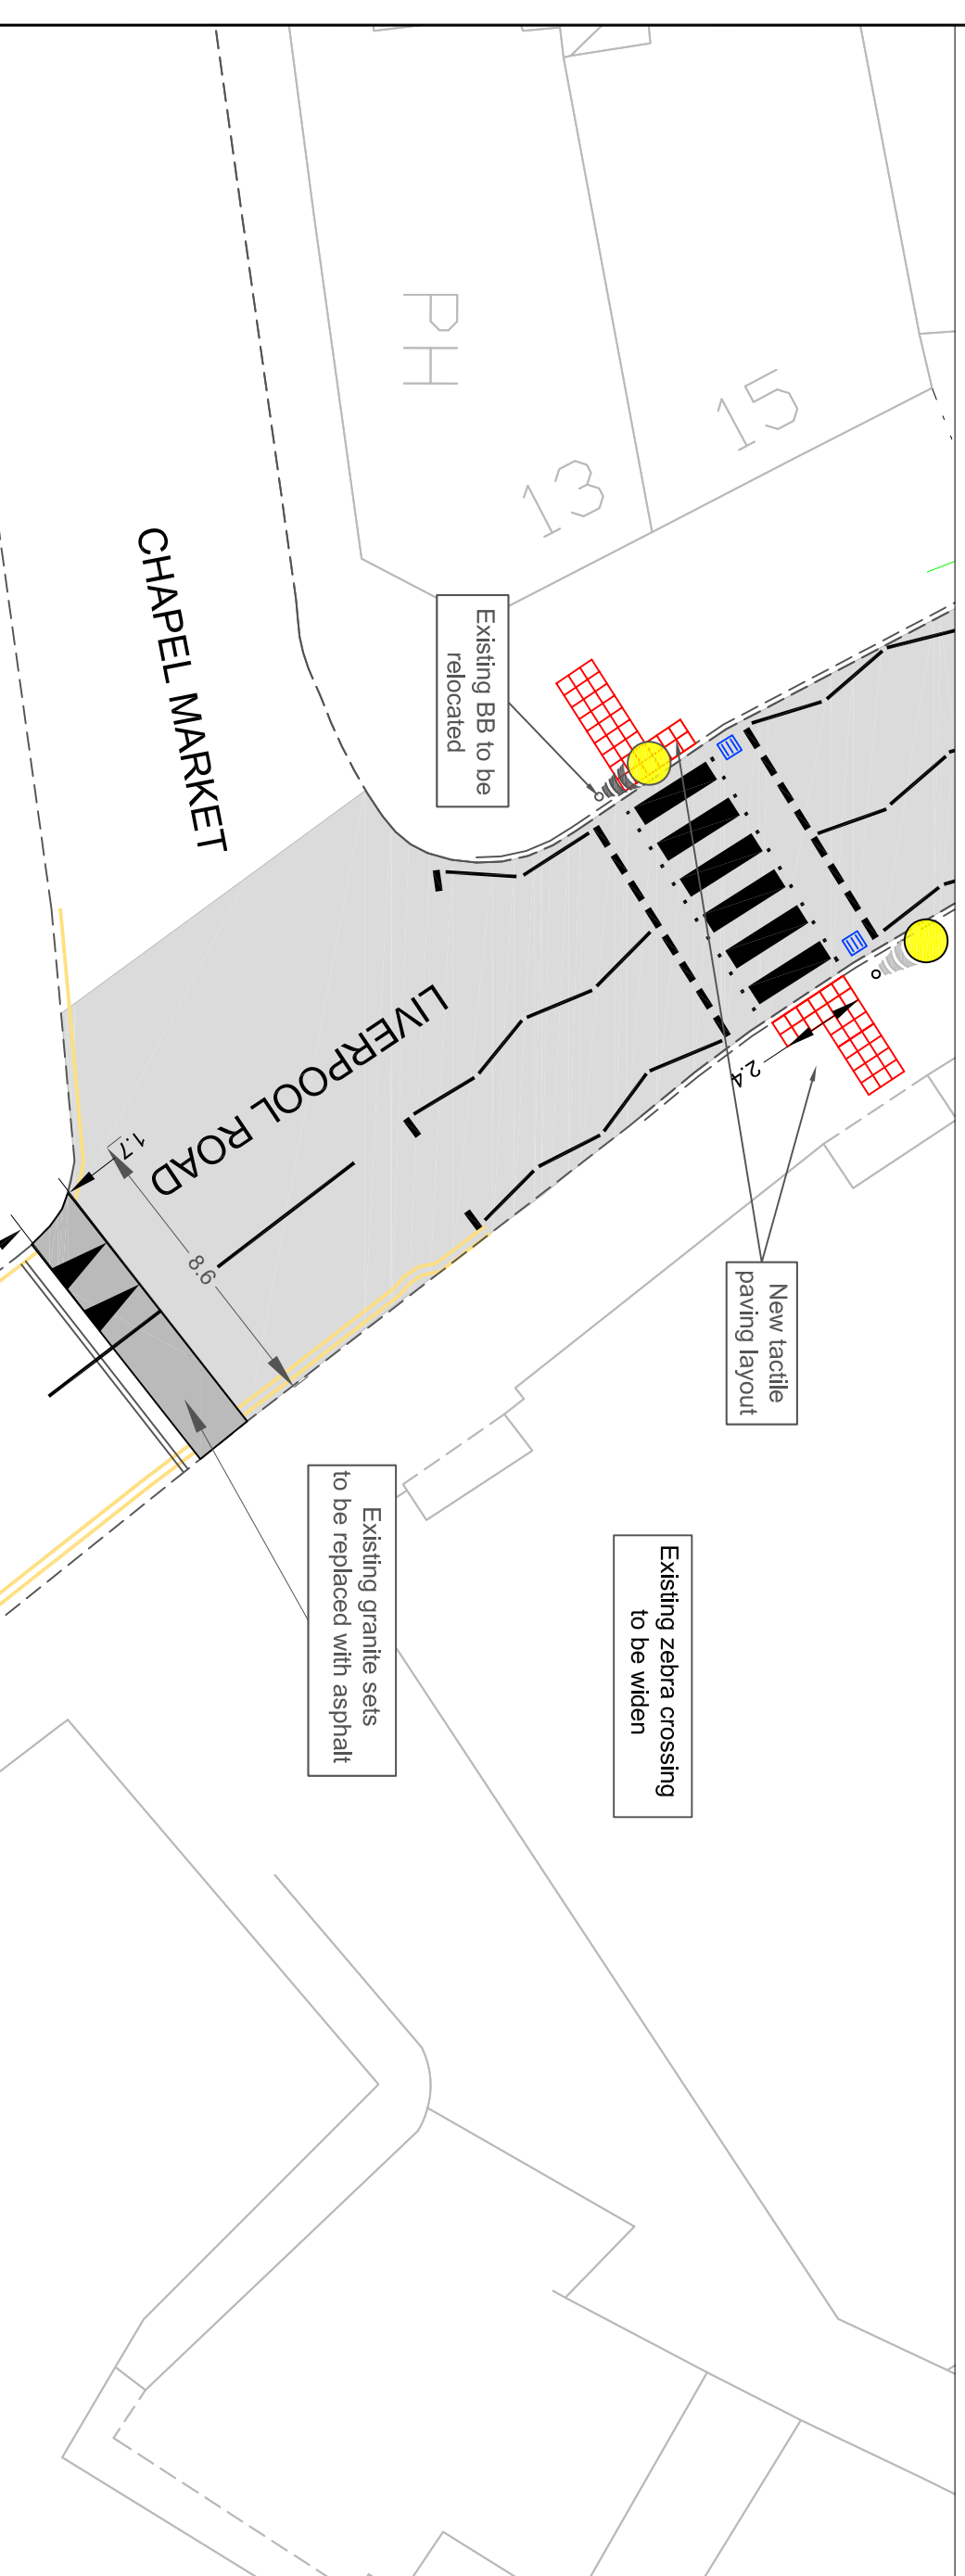 PH
15
13
CHAPEL MARKET
Existing BB to be
relocated
LIVERPOOL ROAD
2.4
1.7
8.6
New tactile
paving layout
Existing granite sets
to be replaced with asphalt
Existing zebra crossing
to be widen